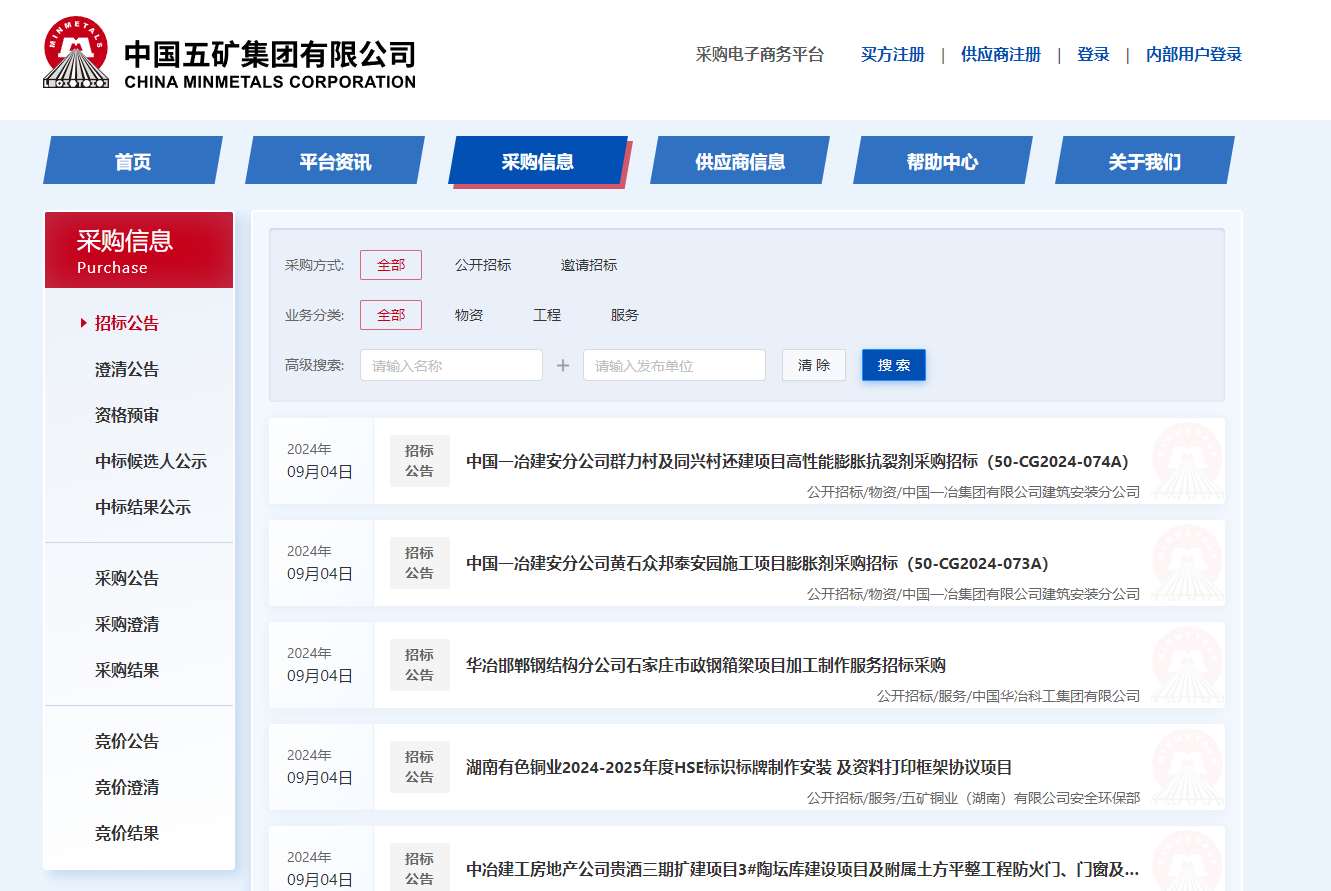 MINMETALS
中国五矿集团有限公司
CHINA MINMETALS CORPORATION
采购电子商务平台 买方注册 | 供应商注册 | 登录 | 内部用户登录
首页 平台资讯 采购信息 供应商信息 帮助中心 关于我们
采购信息
Purchase
招标公告
澄清公告
资格预审
中标候选人公示
中标结果公示
采购公告
采购澄清
采购结果
竞价公告
竞价澄清
竞价结果
采购方式: 全部 公开招标 邀请招标
业务分类: 全部 物资 工程 服务
高级搜索: 请输入名称 + 请输入发布单位 清 除 搜 索
2024年
09月04日
招标
公告
中国一冶建安分公司群力村及同兴村还建项目高性能膨胀抗裂剂采购招标（50-CG2024-074A）
公开招标/物资/中国一冶集团有限公司建筑安装分公司
2024年
09月04日
招标
公告
中国一冶建安分公司黄石众邦泰安园施工项目膨胀剂采购招标（50-CG2024-073A）
公开招标/物资/中国一冶集团有限公司建筑安装分公司
2024年
09月04日
招标
公告
华冶邯郸钢结构分公司石家庄市政钢箱梁项目加工制作服务招标采购
公开招标/服务/中国华冶科工集团有限公司
2024年
09月04日
招标
公告
湖南有色铜业2024-2025年度HSE标识标牌制作安装 及资料打印框架协议项目
公开招标/服务/五矿铜业（湖南）有限公司安全环保部
2024年
09月04日
招标
公告
中冶建工房地产公司贵酒三期扩建项目3#陶坛库建设项目及附属土方平整工程防火门、门窗及...